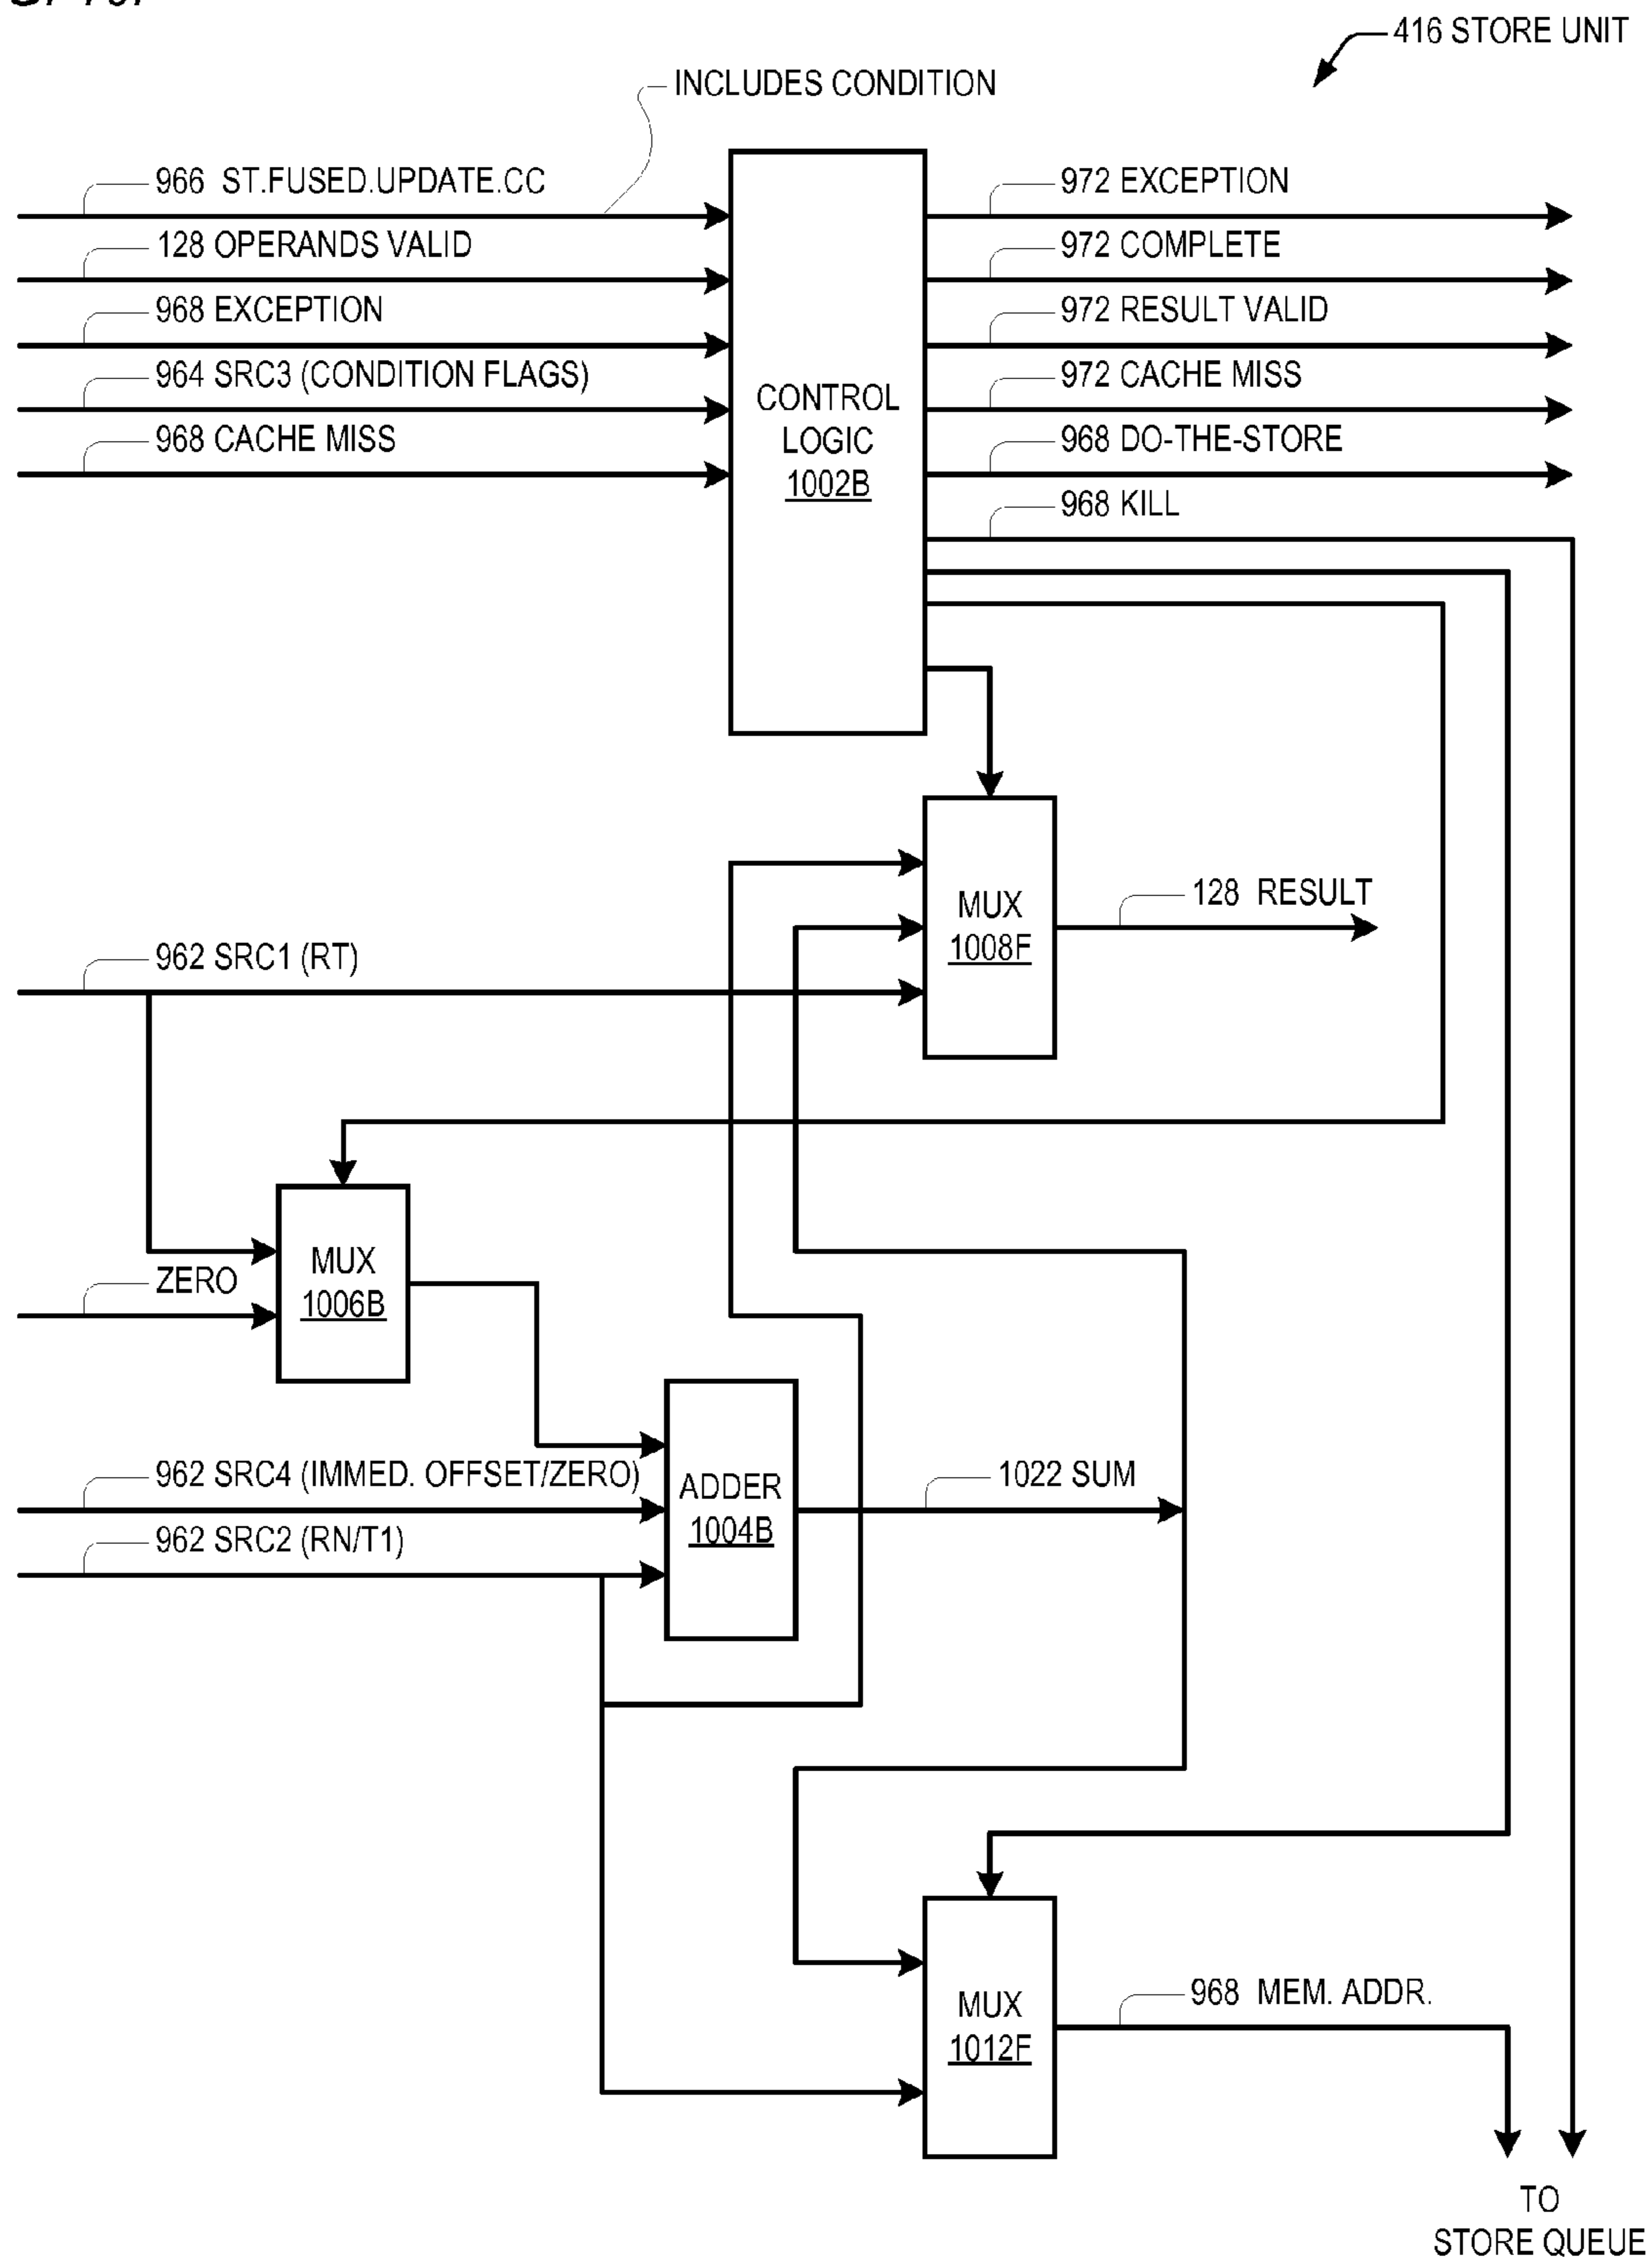 416 STORE UNIT
INCLUDES CONDITION
966 ST.FUSED.UPDATE.CC
128 OPERANDS VALID
968 EXCEPTION
964 SRC3 (CONDITION FLAGS)
968 CACHE MISS
CONTROL
LOGIC
1002B
972 EXCEPTION
972 COMPLETE
972 RESULT VALID
972 CACHE MISS
968 DO-THE-STORE
968 KILL
MUX
1008F
128 RESULT
962 SRC1 (RT)
MUX
1006B
ZERO
962 SRC4 (IMMED. OFFSET/ZERO)
962 SRC2 (RN/T1)
ADDER
1004B
1022 SUM
MUX
1012F
968 MEM. ADDR.
TO
STORE QUEUE